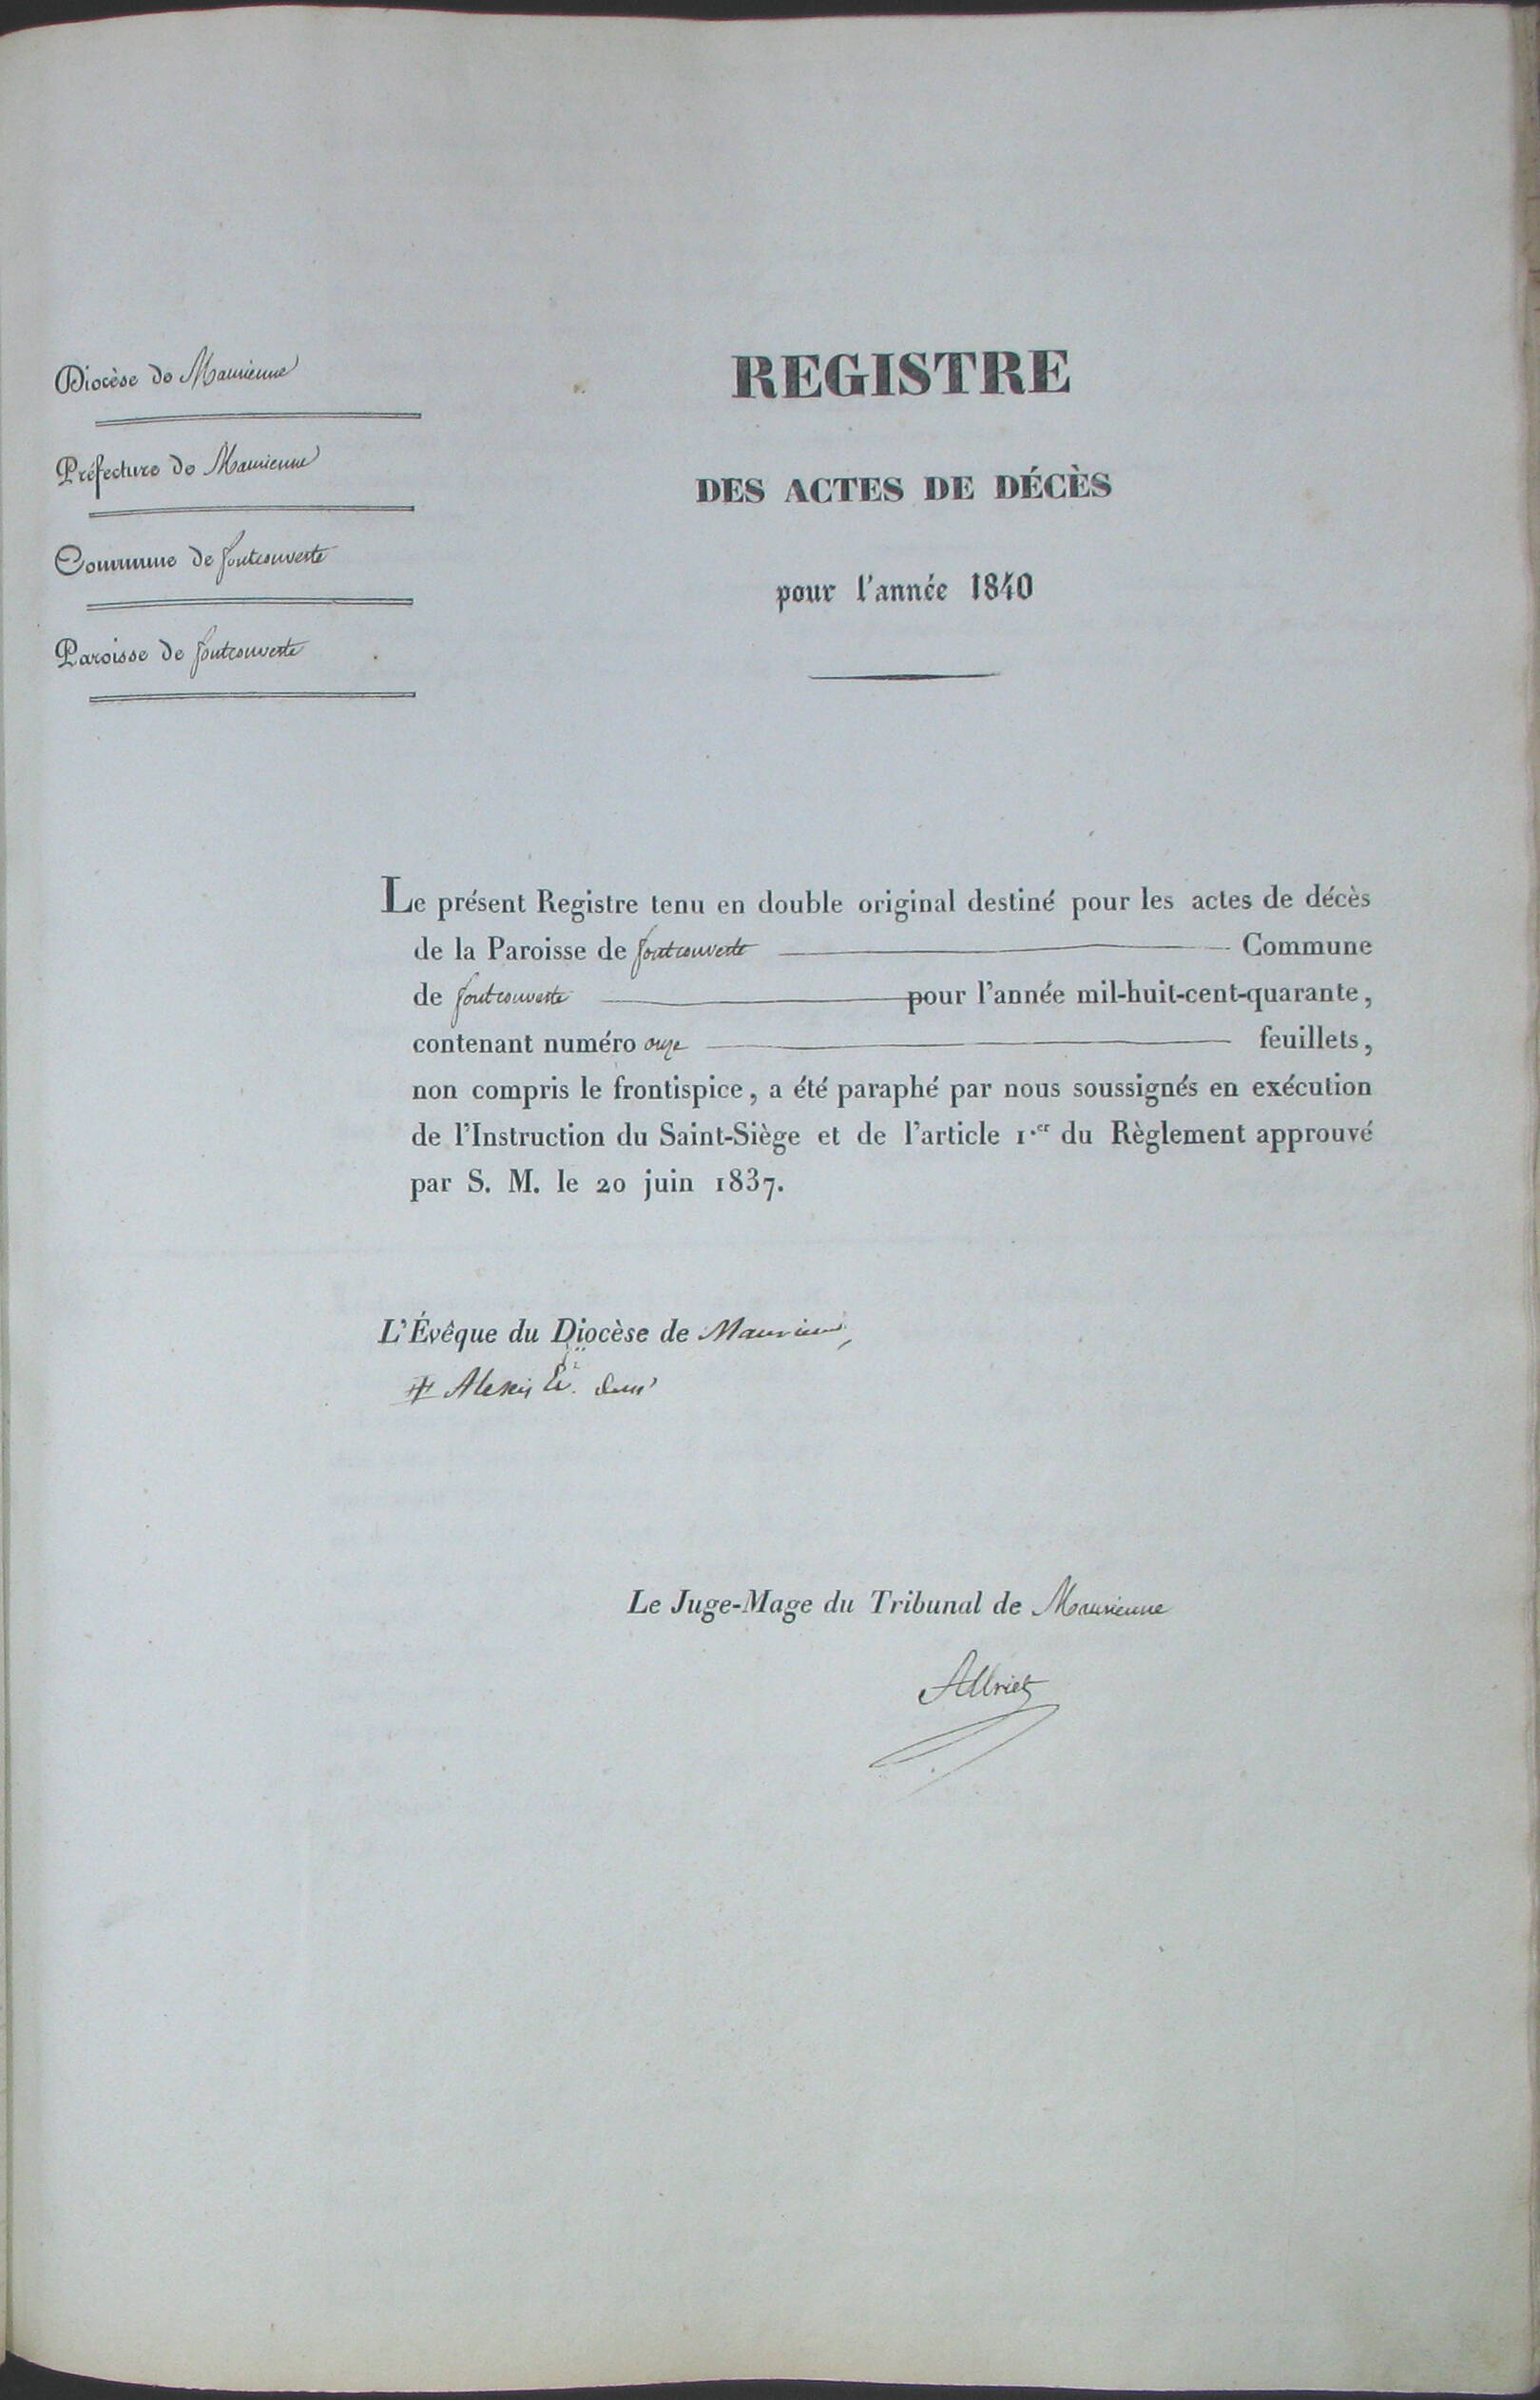 Diocèse de Maurienne
Préfecture de Maurienne
Commune de fontcouverte
Paroisse de fontcouverte
REGISTRE
DES ACTES DE DÉCÈS
pour l'année 1840
Le présent Registre tenu en double original destiné pour les actes de décès
de la Paroisse de fontcouverte Commune
de fontcouverte pour l'année mil-huit-cent-quarante,
contenant numéro onze feuillets,
non compris le frontispice, a été paraphé par nous soussignés en exécution
de l'Instruction du Saint-Siège et de l'article 1.er du Règlement approuvé
par S. M. le 20 juin 1837.
L'Évêque du Diocèse de Maurienne,
Alexis
Le Juge-Mage du Tribunal de Maurienne
Albriet